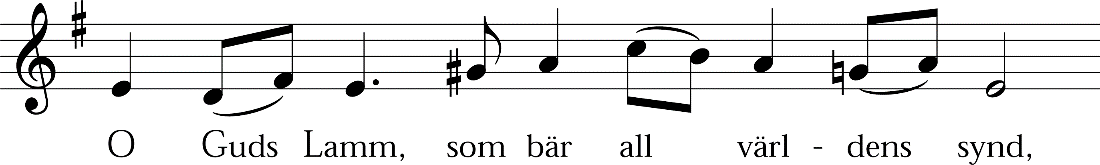 O Guds Lamm, som bär all värl - dens synd,